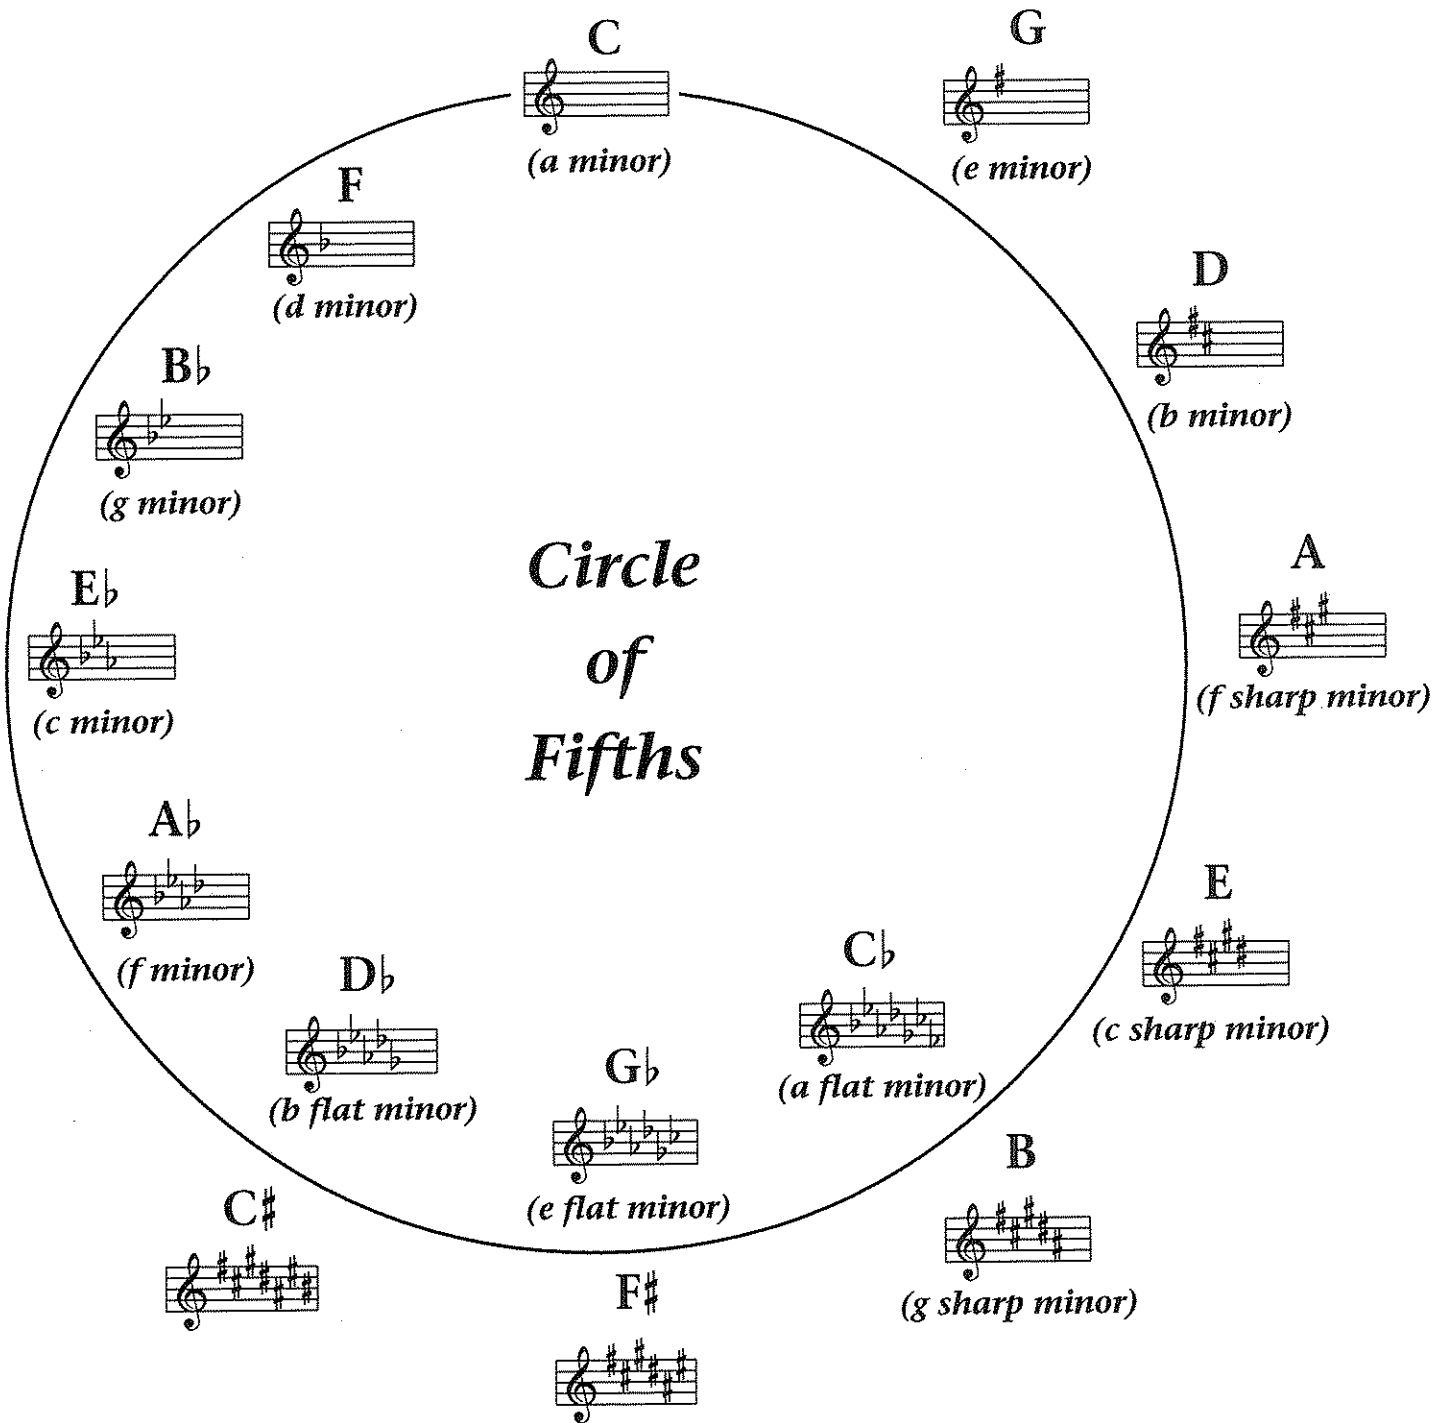 C
(a minor)
G
(e minor)
D
(b minor)
A
(f sharp minor)
E
(c sharp minor)
B
(g sharp minor)
F♯
C♯
F
(d minor)
B♭
(g minor)
E♭
(c minor)
A♭
(f minor)
D♭
(b flat minor)
G♭
(e flat minor)
C♭
(a flat minor)
Circle
of
Fifths